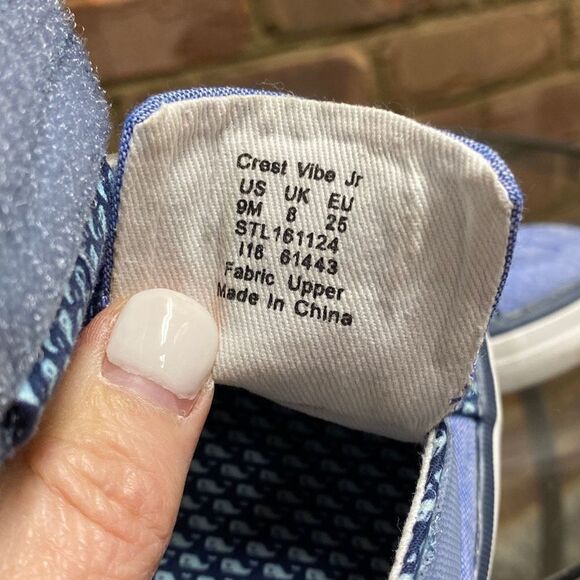 Crest Vibe Jr
US UK EU
9M 8 25
STL161124
I18 61443
Fabric Upper
Made In China